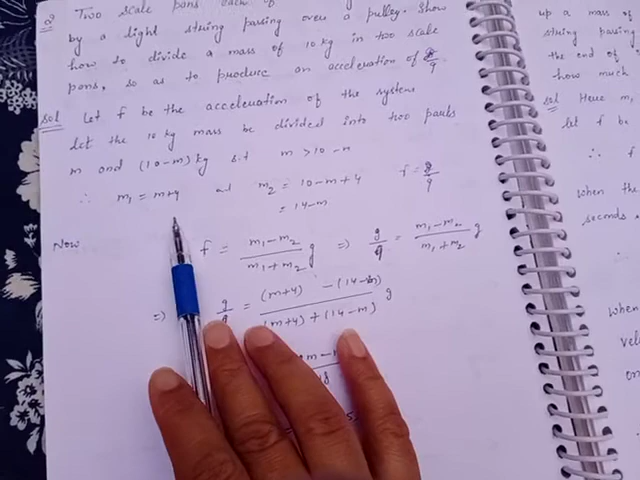 Two scale pans each of
by a light string passing over a pulley. Show
how to divide a mass of 10 kg in two scale
pans, so as to produce an acceleration of g/9.
Sol Let f be the acceleration of the system
let the 10 kg mass be divided into two parts
m and (10-m) kg s.t m > 10-m
∴ m₁ = m+4 and m₂ = 10-m+4 f = g/9
= 14-m
Now f = (m₁-m₂)/(m₁+m₂) g ⇒ g/9 = (m₁-m₂)/(m₁+m₂) g
⇒ g/9 = ((m+4) - (14-m))/((m+4)+(14-m)) g
up a mass of
string passing
the end of
how much
sol Here m,
let f be
∴ f
when the
seconds,
∴
When
vel